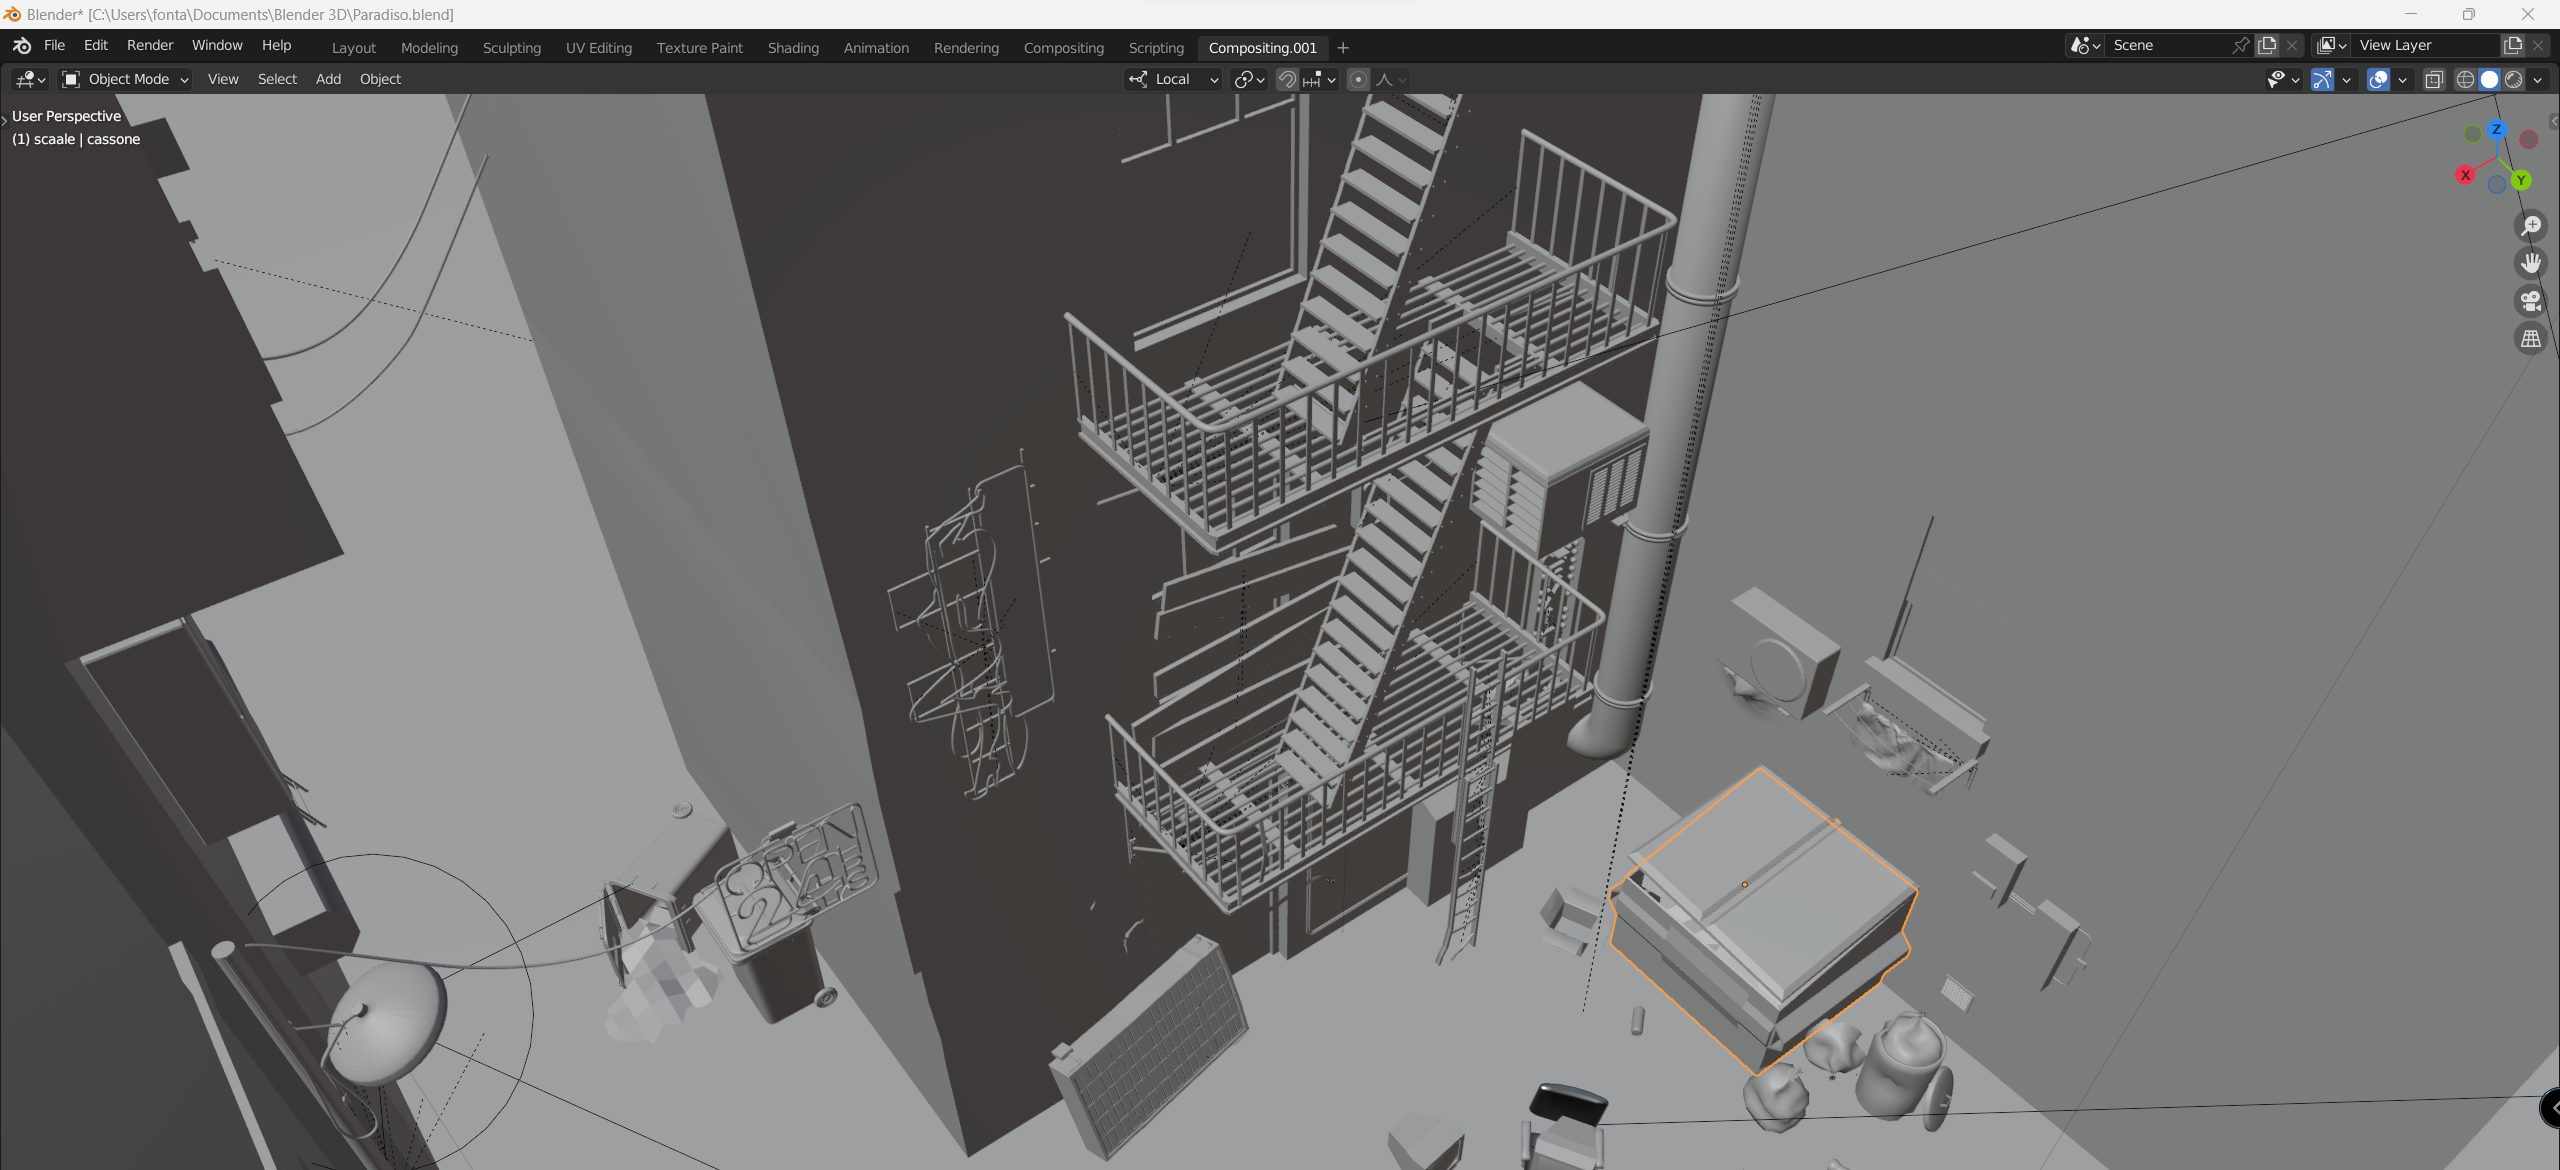 Blender* [C:\Users\fonta\Documents\Blender 3D\Paradiso.blend]
File Edit Render Window Help Layout Modeling Sculpting UV Editing Texture Paint Shading Animation Rendering Compositing Scripting Compositing.001 + Scene View Layer
Object Mode View Select Add Object Local
User Perspective
(1) scaale | cassone
Z
X
Y
OPEN
24